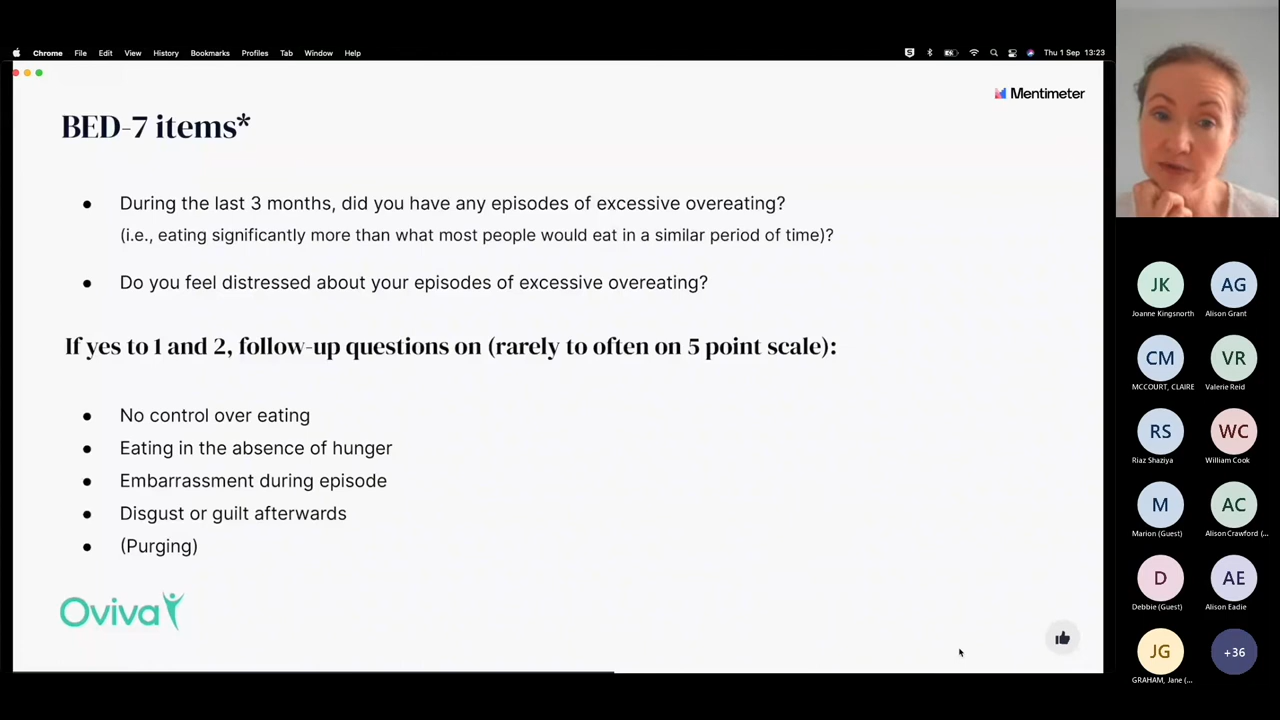 Chrome File Edit View History Bookmarks Profiles Tab Window Help
Thu 1 Sep 13:23
Mentimeter
BED-7 items*
● During the last 3 months, did you have any episodes of excessive overeating?
(i.e., eating significantly more than what most people would eat in a similar period of time)?
● Do you feel distressed about your episodes of excessive overeating?
If yes to 1 and 2, follow-up questions on (rarely to often on 5 point scale):
● No control over eating
● Eating in the absence of hunger
● Embarrassment during episode
● Disgust or guilt afterwards
● (Purging)
Oviva
JK AG
Joanne Kingsnorth Alison Grant
CM VR
MCCOURT, CLAIRE Valerie Reid
RS WC
Riaz Shaziya William Cook
M AC
Marion (Guest) Alison Crawford (...
D AE
Debbie (Guest) Alison Eadie
JG +36
GRAHAM, Jane (...